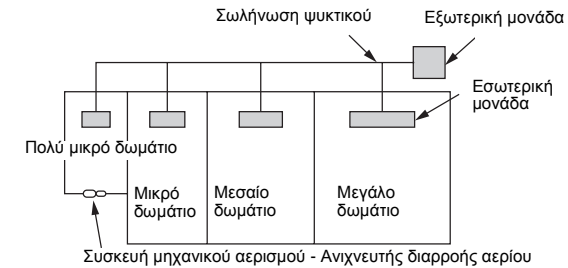 Σωλήνωση ψυκτικού
Εξωτερική μονάδα
Εσωτερική
μονάδα
Πολύ μικρό δωμάτιο
Μικρό
δωμάτιο
Μεσαίο
δωμάτιο
Μεγάλο
δωμάτιο
Συσκευή μηχανικού αερισμού - Ανιχνευτής διαρροής αερίου